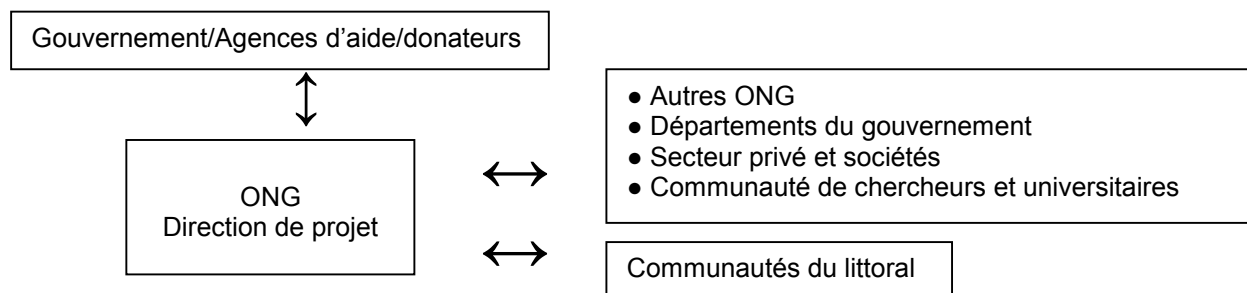 Gouvernement/Agences d'aide/donateurs
● Autres ONG
● Départements du gouvernement
● Secteur privé et sociétés
● Communauté de chercheurs et universitaires
ONG
Direction de projet
Communautés du littoral